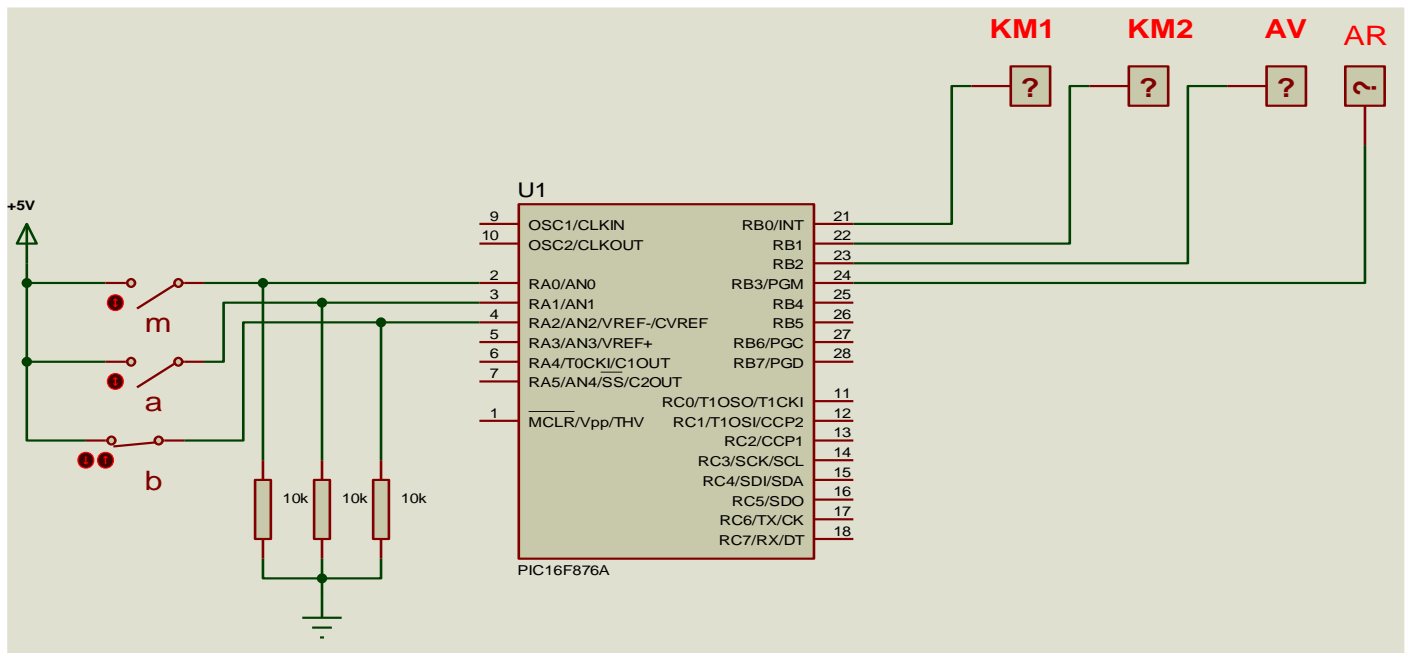 KM1 KM2 AV AR
? ? ? ?
U1
+5V
9 OSC1/CLKIN RB0/INT 21
10 OSC2/CLKOUT RB1 22
RB2 23
2 RA0/AN0 RB3/PGM 24
3 RA1/AN1 RB4 25
4 RA2/AN2/VREF-/CVREF RB5 26
5 RA3/AN3/VREF+ RB6/PGC 27
6 RA4/T0CKI/C1OUT RB7/PGD 28
7 RA5/AN4/SS/C2OUT
RC0/T1OSO/T1CKI 11
1 MCLR/Vpp/THV RC1/T1OSI/CCP2 12
RC2/CCP1 13
RC3/SCK/SCL 14
RC4/SDI/SDA 15
RC5/SDO 16
RC6/TX/CK 17
RC7/RX/DT 18
m
a
b
10k 10k 10k
PIC16F876A